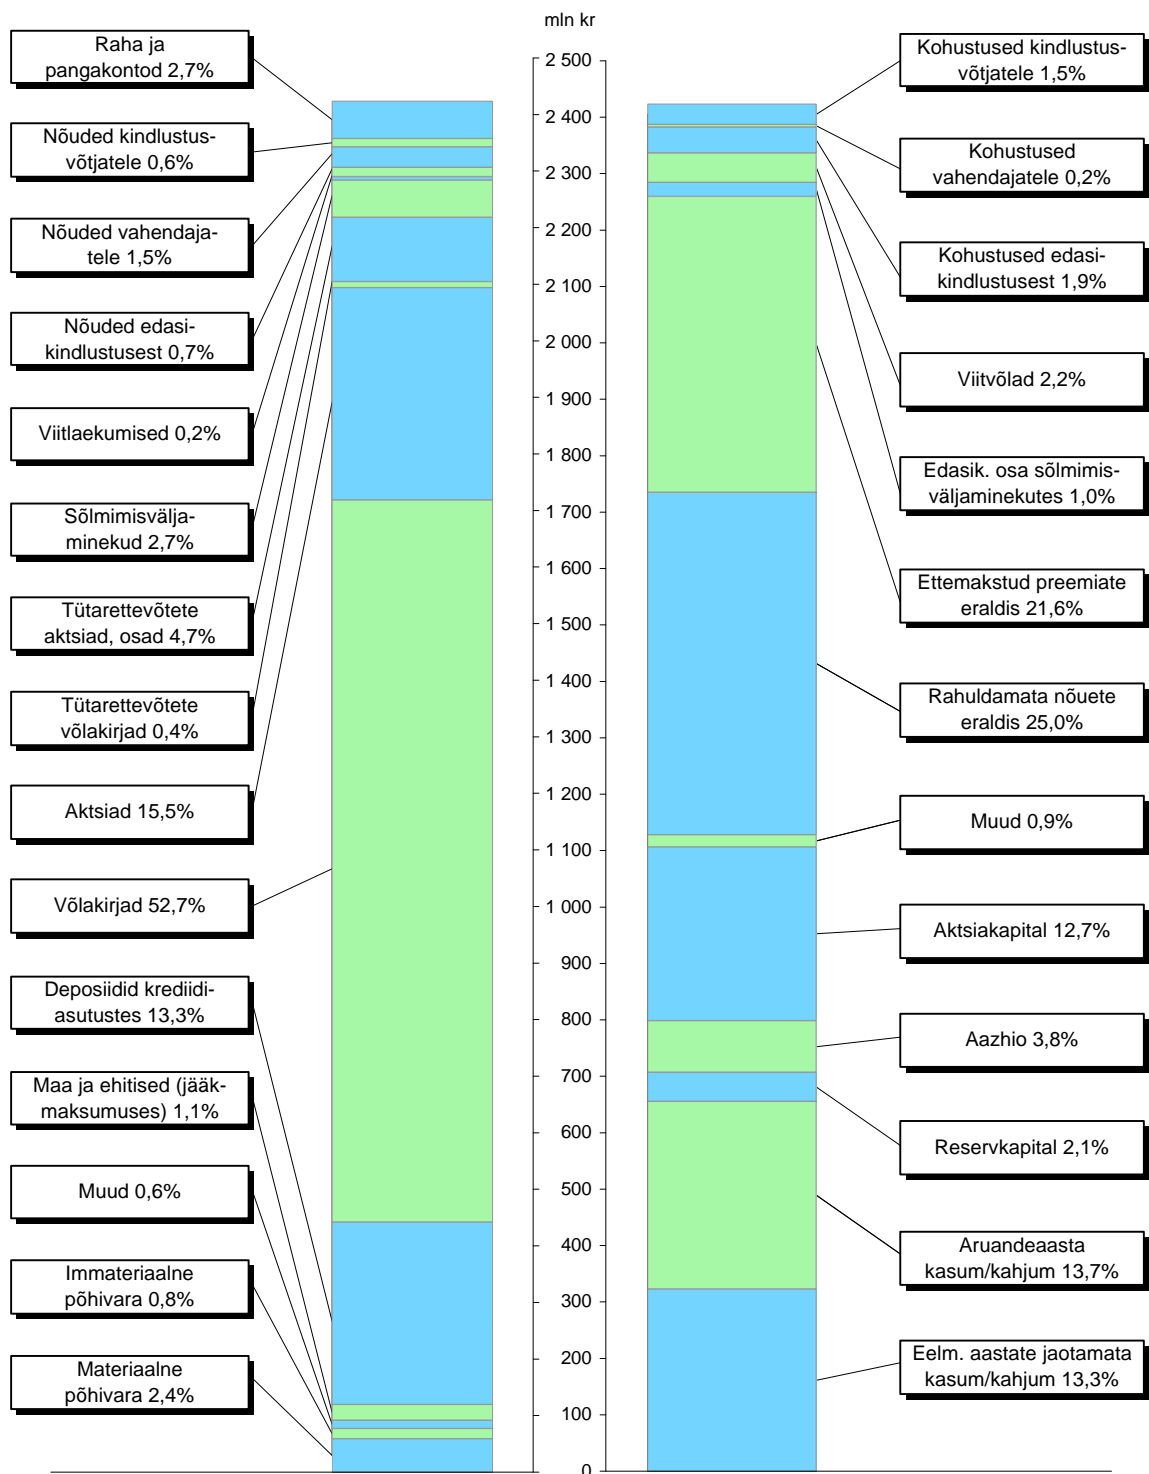 mln kr
Raha ja
pangakontod 2,7%
Nõuded kindlustus-
võtjatele 0,6%
Nõuded vahendaja-
tele 1,5%
Nõuded edasi-
kindlustusest 0,7%
Viitlaekumised 0,2%
Sõlmimisvälja-
minekud 2,7%
Tütarettevõtete
aktsiad, osad 4,7%
Tütarettevõtete
võlakirjad 0,4%
Aktsiad 15,5%
Võlakirjad 52,7%
Deposiidid krediidi-
asutustes 13,3%
Maa ja ehitised (jääk-
maksumuses) 1,1%
Muud 0,6%
Immateriaalne
põhivara 0,8%
Materiaalne
põhivara 2,4%
2 500
2 400
2 300
2 200
2 100
2 000
1 900
1 800
1 700
1 600
1 500
1 400
1 300
1 200
1 100
1 000
900
800
700
600
500
400
300
200
100
0
Kohustused kindlustus-
võtjatele 1,5%
Kohustused
vahendajatele 0,2%
Kohustused edasi-
kindlustusest 1,9%
Viitvõlad 2,2%
Edasik. osa sõlmimis-
väljaminekutes 1,0%
Ettemakstud preemiate
eraldis 21,6%
Rahuldamata nõuete
eraldis 25,0%
Muud 0,9%
Aktsiakapital 12,7%
Aazhio 3,8%
Reservkapital 2,1%
Aruandeaasta
kasum/kahjum 13,7%
Eelm. aastate jaotamata
kasum/kahjum 13,3%